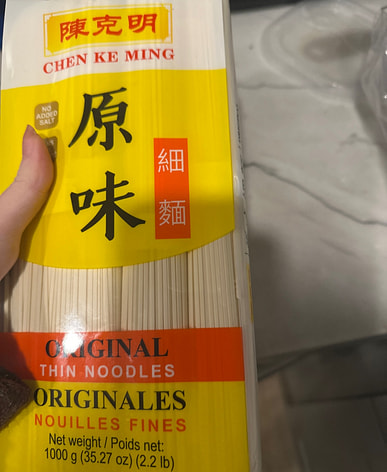 陳克明
CHEN KE MING
NO
ADDED
SALT
原味
細麵
ORIGINAL
THIN NOODLES
ORIGINALES
NOUILLES FINES
Net weight / Poids net:
1000 g (35.27 oz) (2.2 lb)